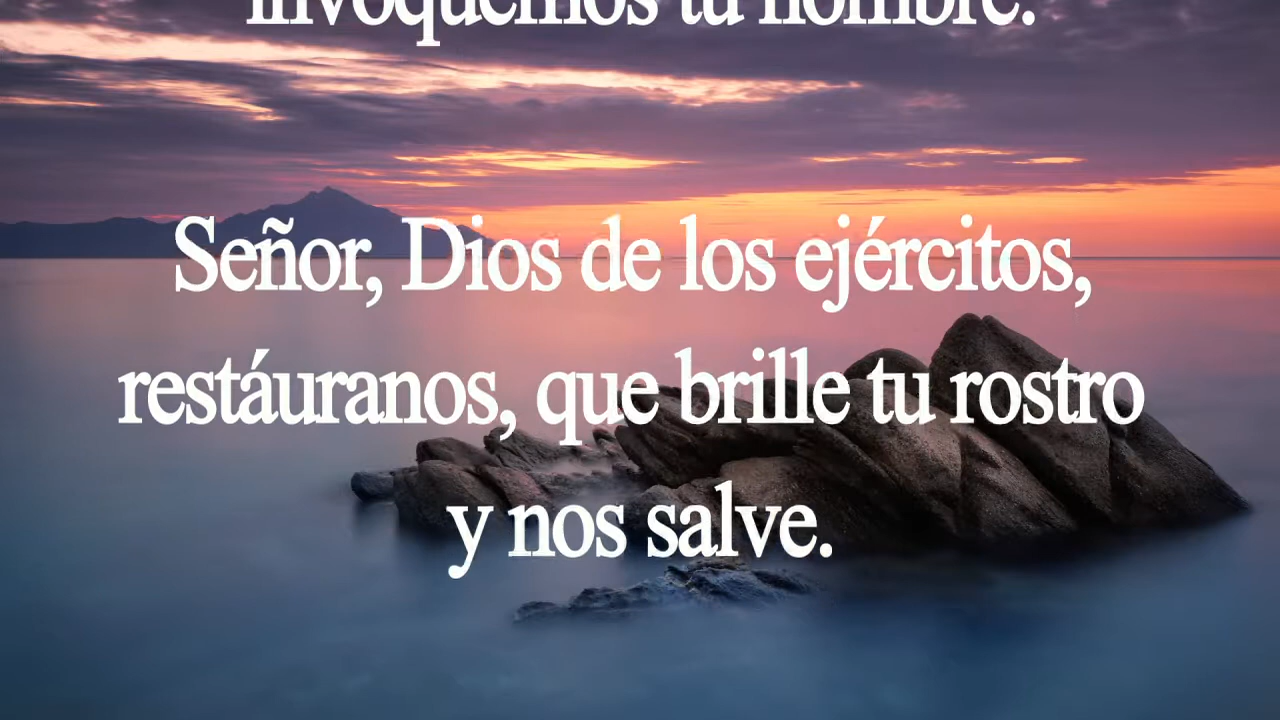 invoquemos tu nombre.
Señor, Dios de los ejércitos,
restáuranos, que brille tu rostro
y nos salve.